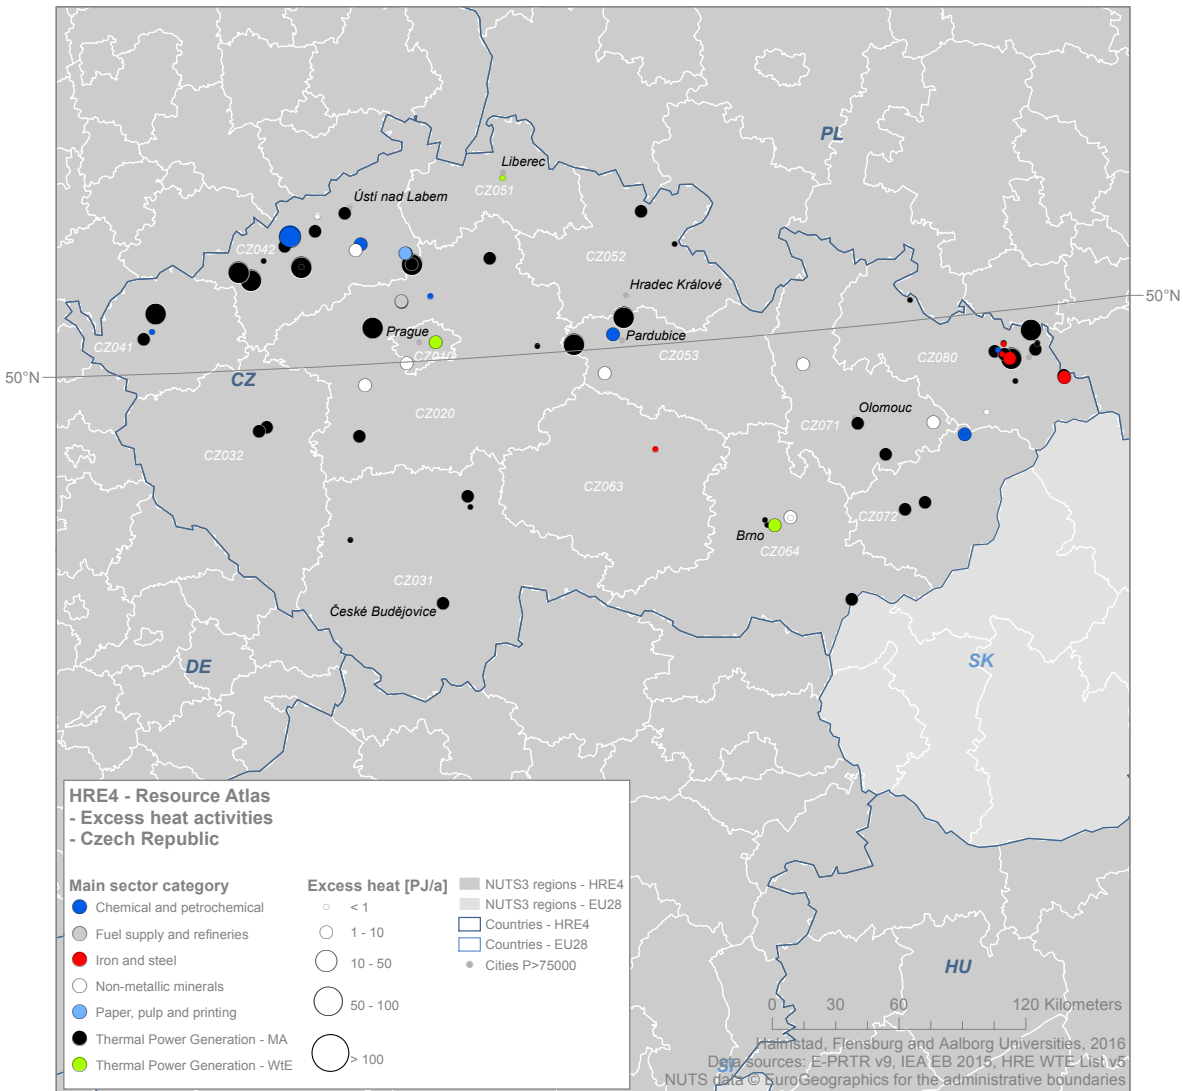 PL
Liberec
CZ051
Ústí nad Labem
CZ042
CZ052
Hradec Králové
50°N
Prague
Pardubice
CZ041
CZ010
CZ053
CZ080
50°N
CZ
Olomouc
CZ020
CZ071
CZ032
CZ063
CZ072
Brno
CZ064
CZ031
České Budějovice
DE
SK
HRE4 - Resource Atlas
- Excess heat activities
- Czech Republic
Main sector category
Chemical and petrochemical
Fuel supply and refineries
Iron and steel
Non-metallic minerals
Paper, pulp and printing
Thermal Power Generation - MA
Thermal Power Generation - WtE
Excess heat [PJ/a]
< 1
1 - 10
10 - 50
50 - 100
> 100
NUTS3 regions - HRE4
NUTS3 regions - EU28
Countries - HRE4
Countries - EU28
Cities P>75000
HU
0 30 60 120 Kilometers
SI
Halmstad, Flensburg and Aalborg Universities, 2016
Data sources: E-PRTR v9, IEA EB 2015, HRE WTE List v5
NUTS data © EuroGeographics for the administrative boundaries